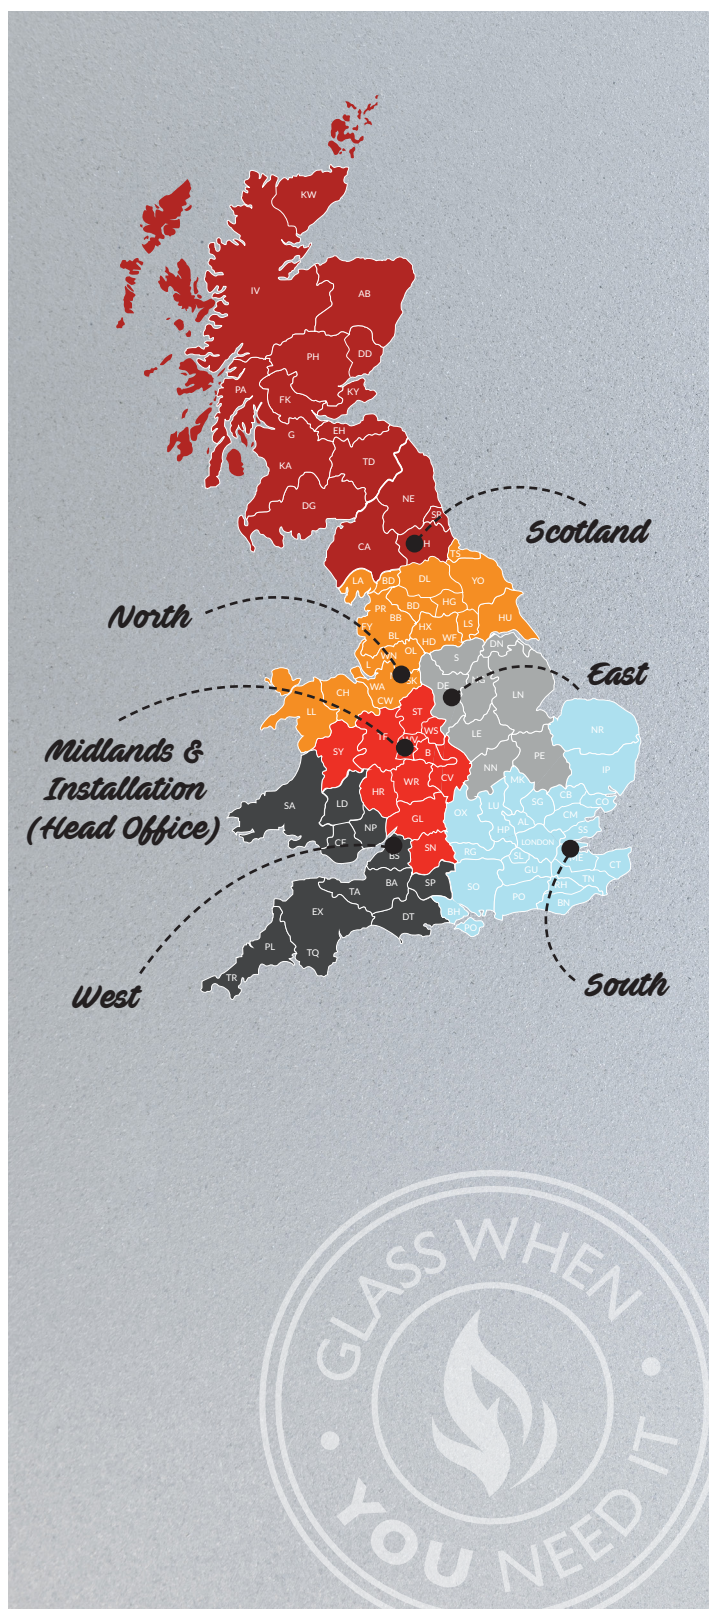 KW
IV
AB
PH
DD
PA
KY
FK
G
EH
KA
TD
DG
NE
SR
CA
H
TS
LA
BD
DL
YO
PR
BD
HG
BB
FY
HX
LS
HU
BL
HD
WF
OL
L
WA
CW
CH
LL
DN
S
DE
LN
LE
PE
NN
ST
WS
B
SY
WR
CV
HR
GL
SN
NR
IP
MK
CB
SG
CO
LU
OX
AL
CM
HP
SS
LONDON
RG
SL
GU
CT
TN
SO
PO
BN
BH
PO
SA
LD
NP
BS
BA
SP
TA
EX
DT
PL
TQ
TR
Scotland
North
East
Midlands &
Installation
(Head Office)
West
South
GLASS WHEN
YOU NEED IT